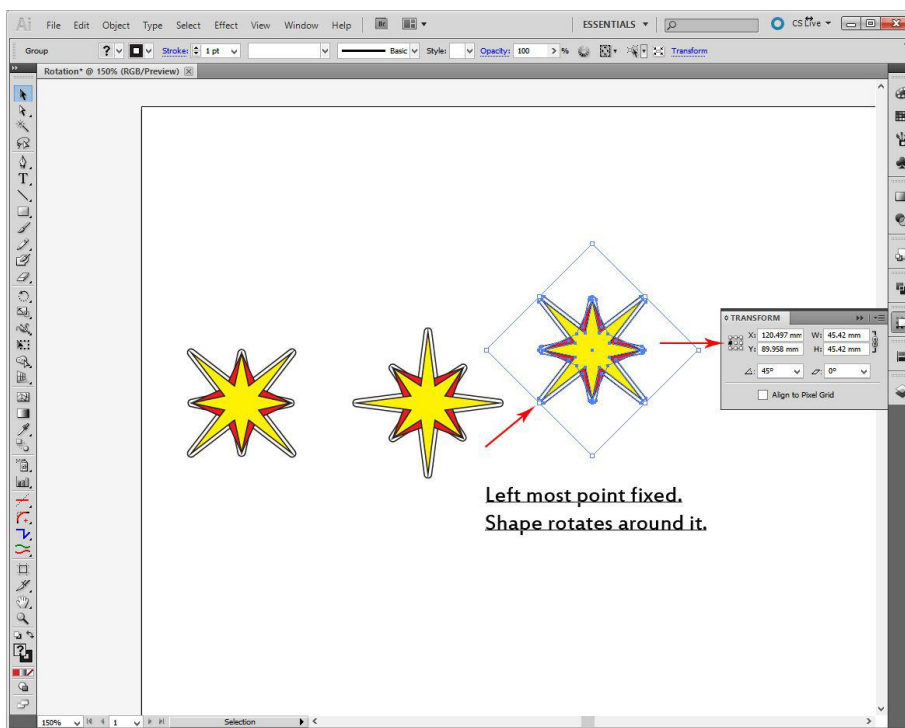 Ai File Edit Object Type Select Effect View Window Help Br ESSENTIALS CS Live
Group ? Stroke: 1 pt Basic Style: Opacity: 100 % Transform
Rotation* @ 150% (RGB/Preview)
TRANSFORM
X: 120.497 mm W: 45.42 mm
Y: 89.958 mm H: 45.42 mm
45° 0°
Align to Pixel Grid
Left most point fixed.
Shape rotates around it.
T
?
150% 1 Selection